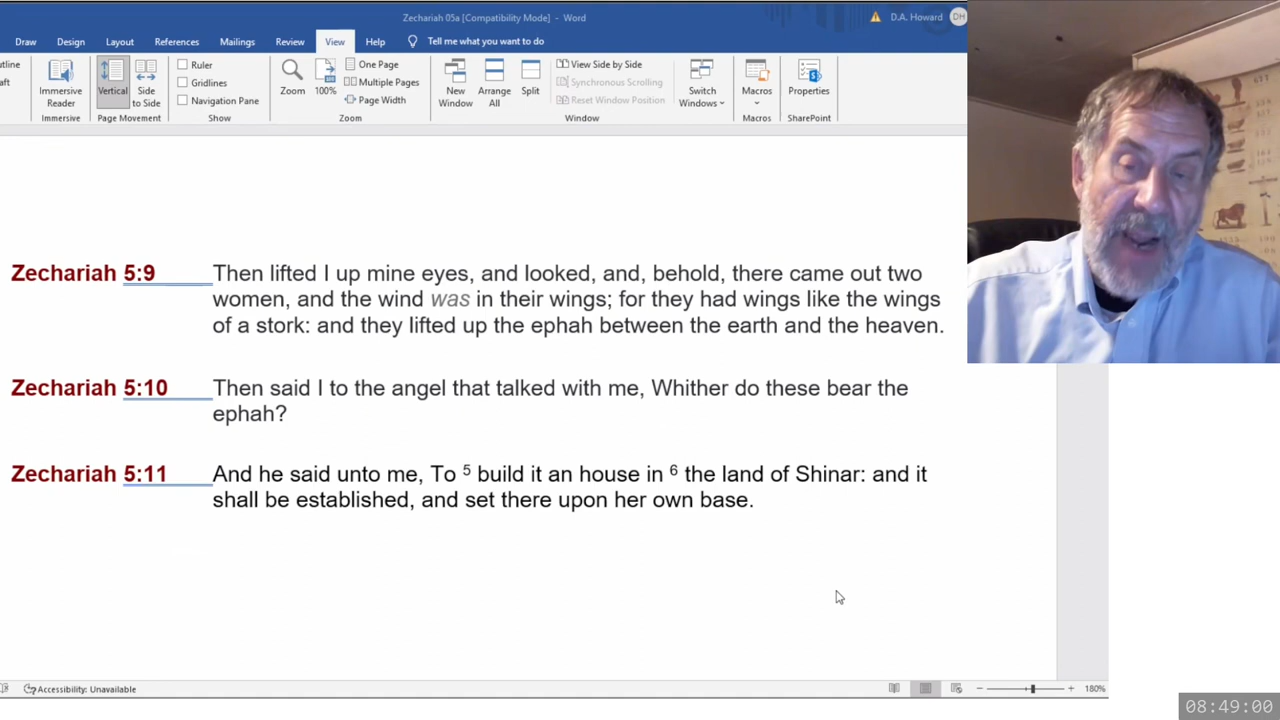 Zechariah 05a [Compatibility Mode] - Word
D.A. Howard
DH
Draw Design Layout References Mailings Review View Help Tell me what you want to do
Immersive Reader
Immersive
Vertical
Side to Side
Page Movement
Ruler
Gridlines
Navigation Pane
Show
Zoom
100%
One Page
Multiple Pages
Page Width
Zoom
New Window
Arrange All
Split
View Side by Side
Synchronous Scrolling
Reset Window Position
Window
Switch Windows
Macros
Macros
Properties
SharePoint
Zechariah 5:9 Then lifted I up mine eyes, and looked, and, behold, there came out two
women, and the wind was in their wings; for they had wings like the wings
of a stork: and they lifted up the ephah between the earth and the heaven.
Zechariah 5:10 Then said I to the angel that talked with me, Whither do these bear the
ephah?
Zechariah 5:11 And he said unto me, To 5 build it an house in 6 the land of Shinar: and it
shall be established, and set there upon her own base.
Accessibility: Unavailable
180%
08:49:00